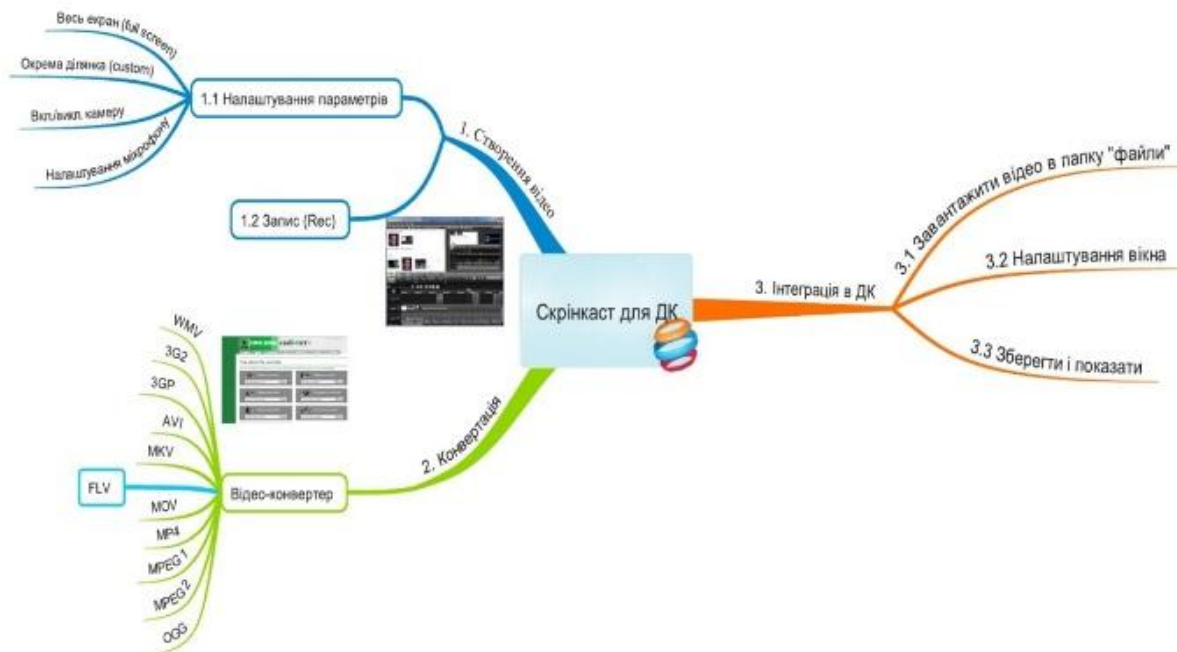 Скрінкаст для ДК
1. Створення відео
1.1 Налаштування параметрів
Весь екран (full screen)
Окрема ділянка (custom)
Вкл./викл. камеру
Налаштування мікрофону
1.2 Запис {Rec}
2. Конвертація
Відео-конвертер
WMV
3G2
3GP
AVI
MKV
FLV
MOV
MP4
MPEG 1
MPEG 2
OGG
3. Інтеграція в ДК
3.1 Завантажити відео в папку "файли"
3.2 Налаштування вікна
3.3 Зберегти і показати